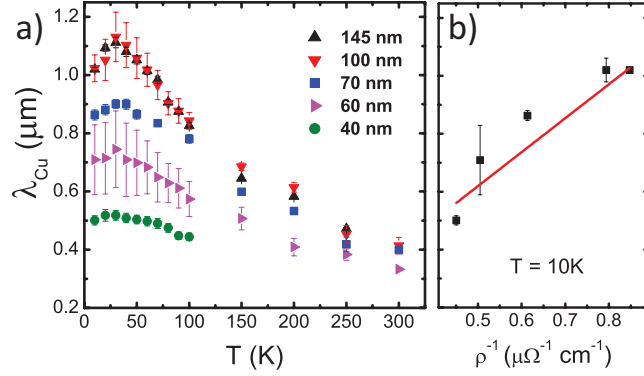 a)
b)
145 nm
100 nm
70 nm
60 nm
40 nm
λCu (μm)
1.2
1.0
0.8
0.6
0.4
0.2
0 50 100 150 200 250 300
T (K)
T = 10K
0.5 0.6 0.7 0.8
ρ⁻¹ (μΩ⁻¹ cm⁻¹)